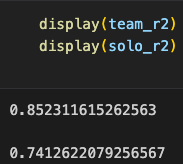 display(team_r2)
display(solo_r2)
0.852311615262563
0.7412622079256567